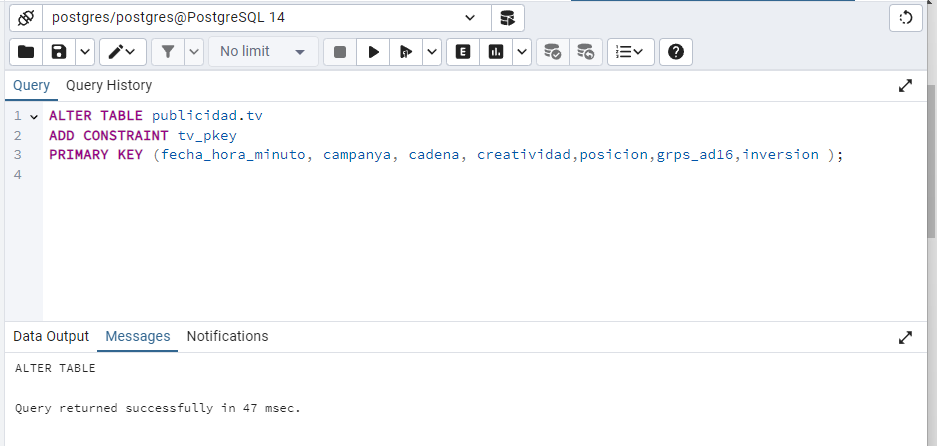 postgres/postgres@PostgreSQL 14
No limit
E
Query Query History
1 ALTER TABLE publicidad.tv
2 ADD CONSTRAINT tv_pkey
3 PRIMARY KEY (fecha_hora_minuto, campanya, cadena, creatividad,posicion,grps_ad16,inversion );
4
Data Output Messages Notifications
ALTER TABLE
Query returned successfully in 47 msec.